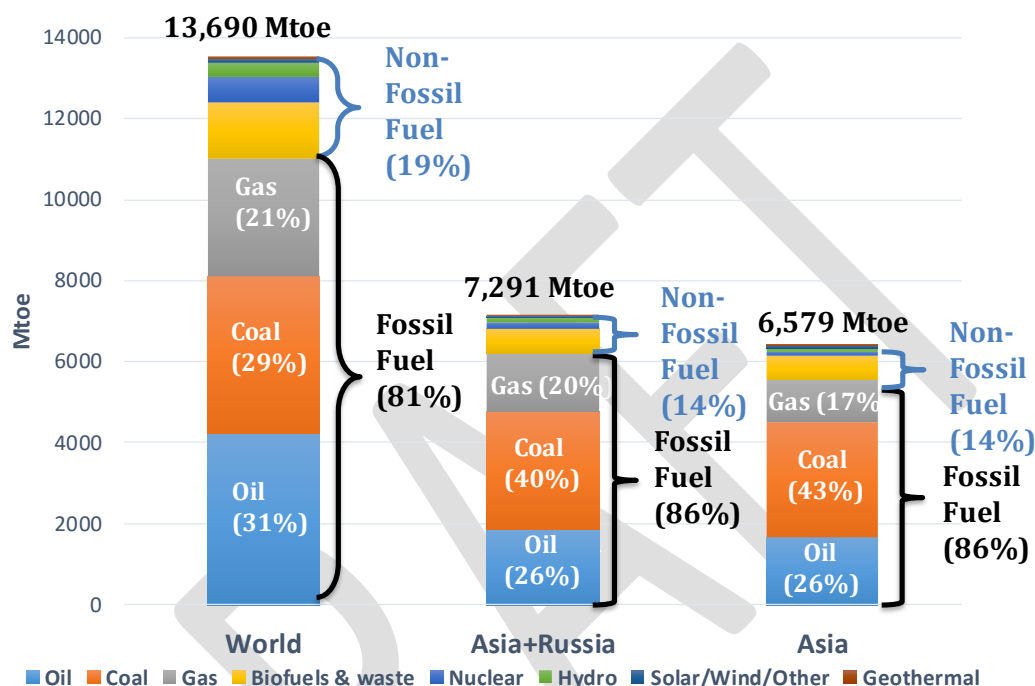 13,690 Mtoe
14000
12000
10000
8000
6000
4000
2000
0
Mtoe
Non-
Fossil
Fuel
(19%)
Gas
(21%)
Coal
(29%)
Oil
(31%)
Fossil
Fuel
(81%)
7,291 Mtoe
Non-
Fossil
Fuel
(14%)
Gas (20%)
Coal
(40%)
Oil
(26%)
Fossil
Fuel
(86%)
6,579 Mtoe
Non-
Fossil
Fuel
(14%)
Gas (17%
Coal
(43%)
Oil
(26%)
Fossil
Fuel
(86%)
World
Asia+Russia
Asia
Oil
Coal
Gas
Biofuels & waste
Nuclear
Hydro
Solar/Wind/Other
Geothermal
DRAFT